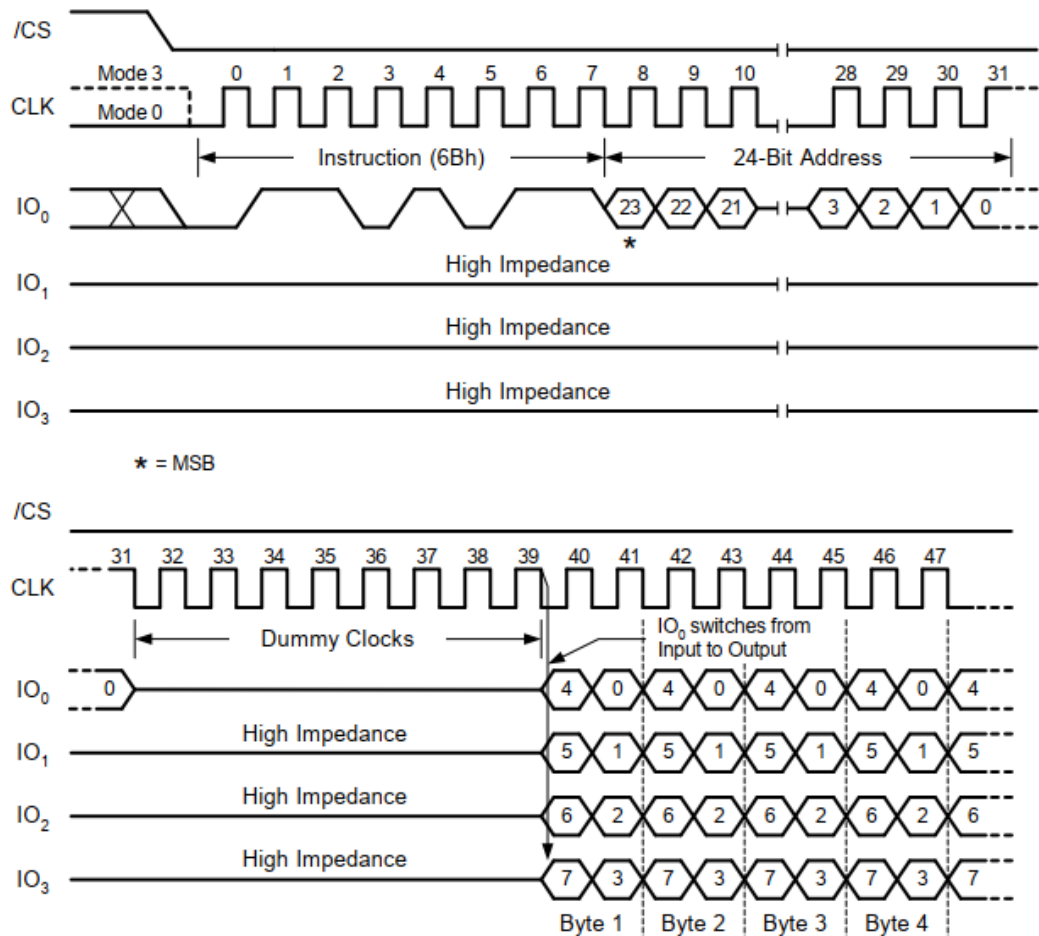 /CS
Mode 3 0 1 2 3 4 5 6 7 8 9 10 28 29 30 31
CLK
Mode 0
Instruction (6Bh) 24-Bit Address
IO0 23 22 21 3 2 1 0
*
High Impedance
IO1
High Impedance
IO2
High Impedance
IO3
* = MSB
/CS
31 32 33 34 35 36 37 38 39 40 41 42 43 44 45 46 47
CLK
Dummy Clocks
IO0 switches from
Input to Output
IO0 0 4 0 4 0 4 0 4 0 4
High Impedance
IO1 5 1 5 1 5 1 5 1 5
High Impedance
IO2 6 2 6 2 6 2 6 2 6
High Impedance
IO3 7 3 7 3 7 3 7 3 7
Byte 1 Byte 2 Byte 3 Byte 4